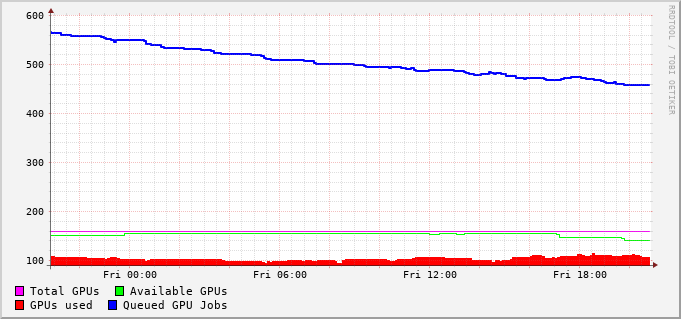 600
500
400
300
200
100
Fri 00:00 Fri 06:00 Fri 12:00 Fri 18:00
Total GPUs Available GPUs
GPUs used Queued GPU Jobs
RRDTOOL / TOBI OETIKER